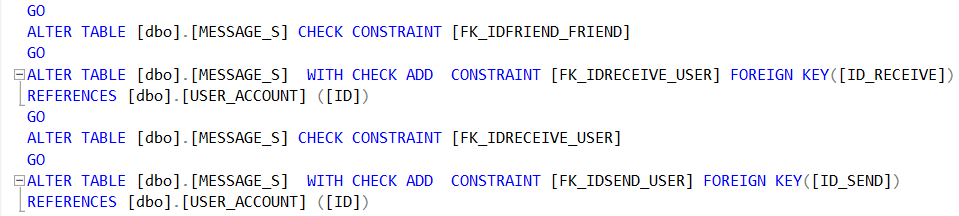 GO
ALTER TABLE [dbo].[MESSAGE_S] CHECK CONSTRAINT [FK_IDFRIEND_FRIEND]
GO
ALTER TABLE [dbo].[MESSAGE_S]  WITH CHECK ADD  CONSTRAINT [FK_IDRECEIVE_USER] FOREIGN KEY([ID_RECEIVE])
REFERENCES [dbo].[USER_ACCOUNT] ([ID])
GO
ALTER TABLE [dbo].[MESSAGE_S] CHECK CONSTRAINT [FK_IDRECEIVE_USER]
GO
ALTER TABLE [dbo].[MESSAGE_S]  WITH CHECK ADD  CONSTRAINT [FK_IDSEND_USER] FOREIGN KEY([ID_SEND])
REFERENCES [dbo].[USER_ACCOUNT] ([ID])